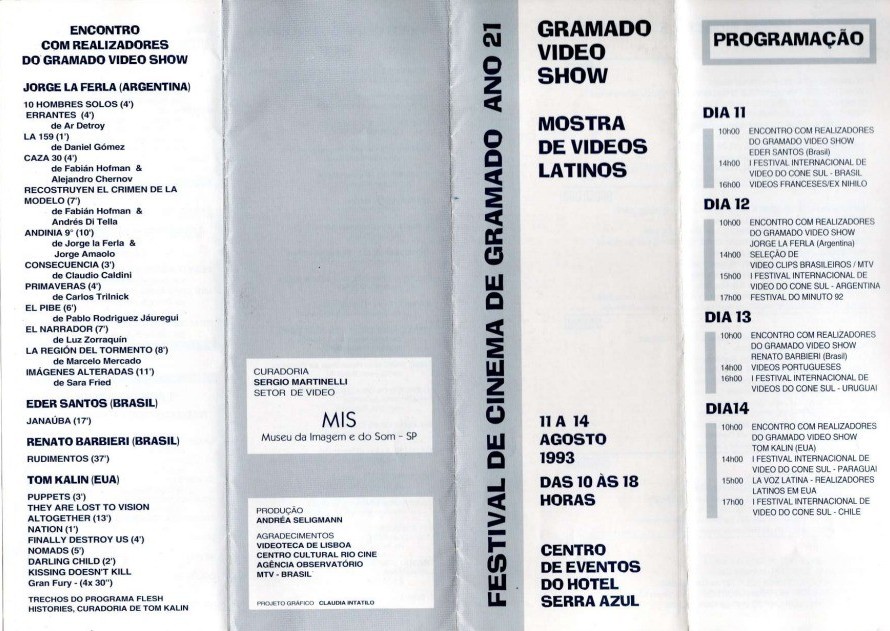 ENCONTRO
COM REALIZADORES
DO GRAMADO VIDEO SHOW
JORGE LA FERLA (ARGENTINA)
10 HOMBRES SOLOS (4')
ERRANTES (4')
de Ar Detroy
LA 159 (1')
de Daniel Gómez
CAZA 30 (4')
de Fabián Hofman &
Alejandro Chernov
RECOSTRUYEN EL CRIMEN DE LA
MODELO (7')
de Fabián Hofman &
Andrés Di Tella
ANDINIA 9° (10')
de Jorge la Ferla &
Jorge Amaolo
CONSECUENCIA (3')
de Claudio Caldini
PRIMAVERAS (4')
de Carlos Trilnick
EL PIBE (6')
de Pablo Rodriguez Jáuregui
EL NARRADOR (7')
de Luz Zorraquín
LA REGIÓN DEL TORMENTO (8')
de Marcelo Mercado
IMÁGENES ALTERADAS (11')
de Sara Fried
EDER SANTOS (BRASIL)
JANAÚBA (17')
RENATO BARBIERI (BRASIL)
RUDIMENTOS (37')
TOM KALIN (EUA)
PUPPETS (3')
THEY ARE LOST TO VISION
ALTOGETHER (13')
NATION (1')
FINALLY DESTROY US (4')
NOMADS (5')
DARLING CHILD (2')
KISSING DOESN'T KILL
Gran Fury - (4x 30")
TRECHOS DO PROGRAMA FLESH
HISTORIES, CURADORIA DE TOM KALIN
CURADORIA
SERGIO MARTINELLI
SETOR DE VIDEO
MIS
Museu da Imagem e do Som - SP
PRODUÇÃO
ANDRÉA SELIGMANN
AGRADECIMENTOS
VIDEOTECA DE LISBOA
CENTRO CULTURAL RIO CINE
AGÊNCIA OBSERVATÓRIO
MTV - BRASIL
PROJETO GRÁFICO CLAUDIA INTATILO
FESTIVAL DE CINEMA DE GRAMADO ANO 21
GRAMADO
VIDEO
SHOW
MOSTRA
DE VIDEOS
LATINOS
11 A 14
AGOSTO
1993
DAS 10 ÀS 18
HORAS
CENTRO
DE EVENTOS
DO HOTEL
SERRA AZUL
PROGRAMAÇÃO
DIA 11
10h00 ENCONTRO COM REALIZADORES
DO GRAMADO VIDEO SHOW
EDER SANTOS (Brasil)
14h00 I FESTIVAL INTERNACIONAL DE
VIDEO DO CONE SUL - BRASIL
16h00 VIDEOS FRANCESES/EX NIHILO
DIA 12
10h00 ENCONTRO COM REALIZADORES
DO GRAMADO VIDEO SHOW
JORGE LA FERLA (Argentina)
14h00 SELEÇÃO DE
VIDEO CLIPS BRASILEIROS / MTV
15h00 I FESTIVAL INTERNACIONAL DE
VIDEO DO CONE SUL - ARGENTINA
17h00 FESTIVAL DO MINUTO 92
DIA 13
10h00 ENCONTRO COM REALIZADORES
DO GRAMADO VIDEO SHOW
RENATO BARBIERI (Brasil)
14h00 VIDEOS PORTUGUESES
16h00 I FESTIVAL INTERNACIONAL DE
VIDEOS DO CONE SUL - URUGUAI
DIA14
10h00 ENCONTRO COM REALIZADORES
DO GRAMADO VIDEO SHOW
TOM KALIN (EUA)
14h00 I FESTIVAL INTERNACIONAL DE
VIDEO DO CONE SUL - PARAGUAI
15h00 LA VOZ LATINA - REALIZADORES
LATINOS EM EUA
17h00 I FESTIVAL INTERNACIONAL DE
VIDEO DO CONE SUL - CHILE